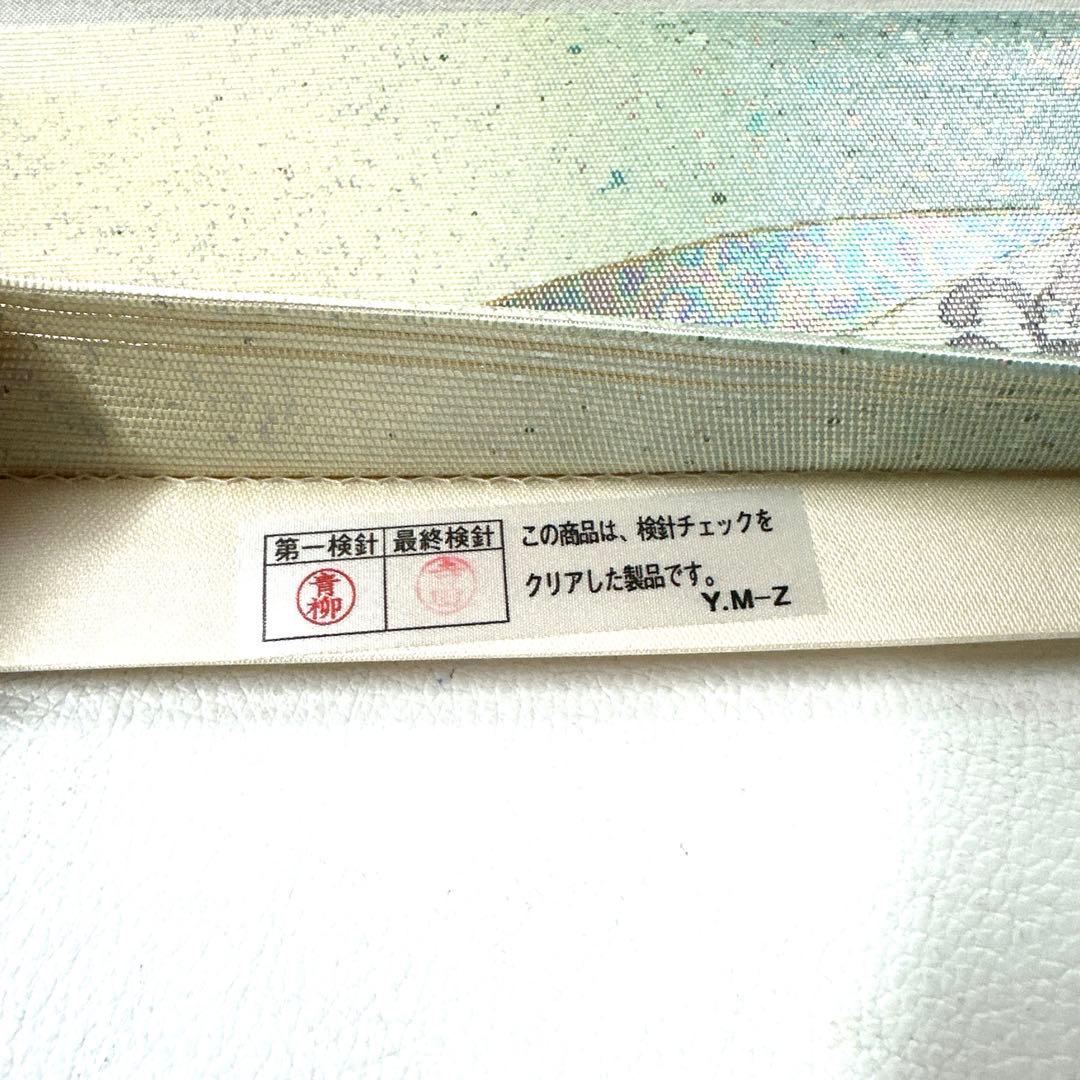 第一検針 最終検針
青柳
この商品は、検針チェックを
クリアした製品です。
Y.M-Z